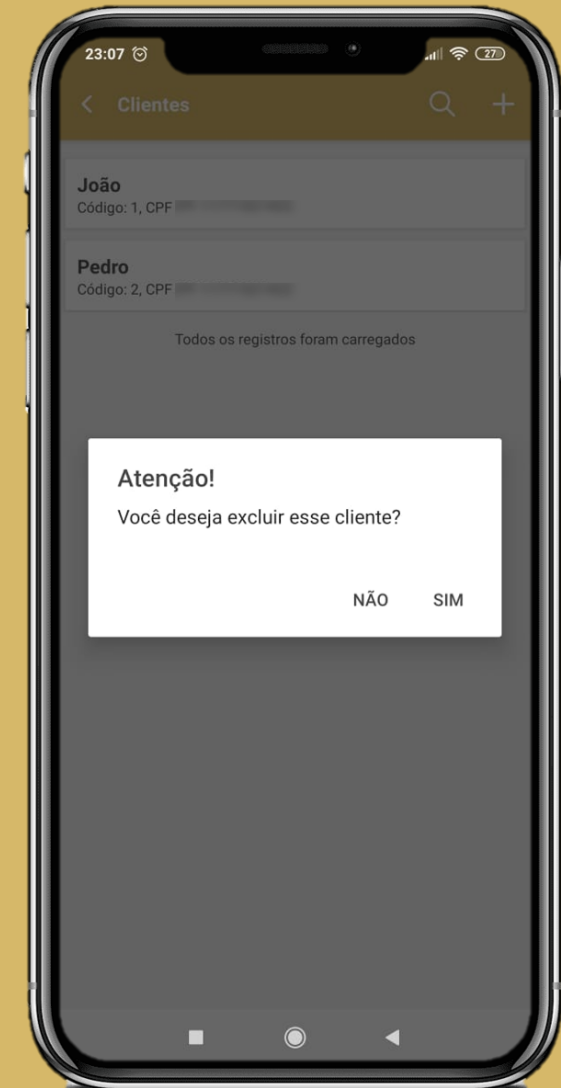 23:07
27
Clientes
João
Código: 1, CPF
Pedro
Código: 2, CPF
Todos os registros foram carregados
Atenção!
Você deseja excluir esse cliente?
NÃO SIM